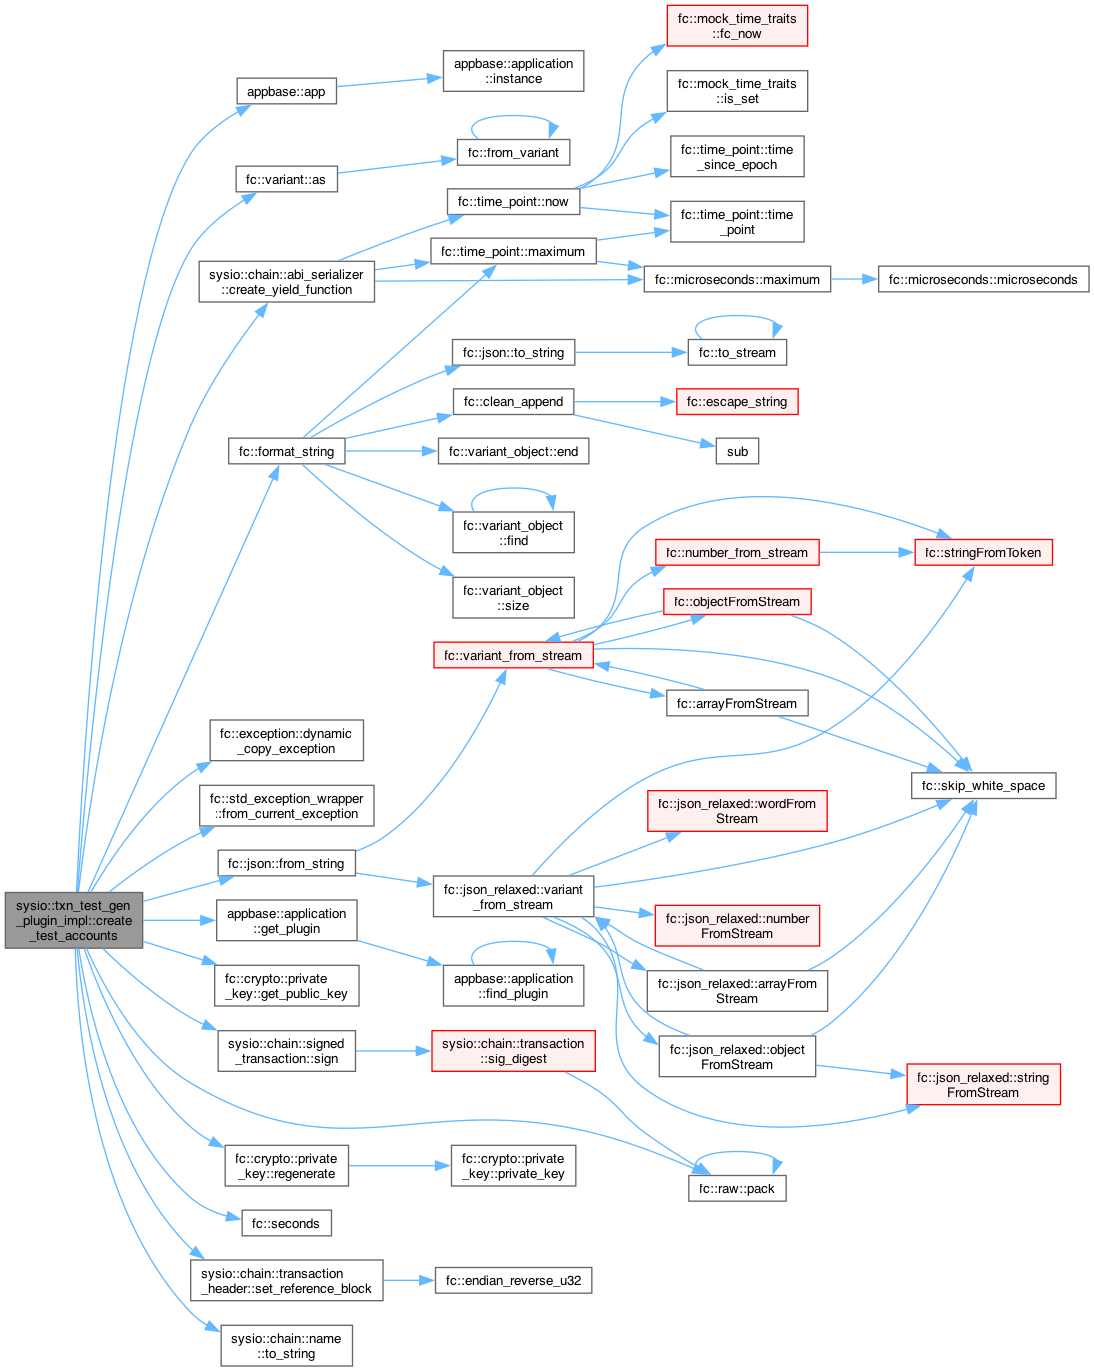 fc::mock_time_traits
::fc_now
appbase::application
::instance
appbase::app
fc::mock_time_traits
::is_set
fc::from_variant
fc::time_point::time
_since_epoch
fc::variant::as
fc::time_point::now
fc::time_point::time
_point
fc::time_point::maximum
sysio::chain::abi_serializer
::create_yield_function
fc::microseconds::maximum
fc::microseconds::microseconds
fc::json::to_string
fc::to_stream
fc::clean_append
fc::escape_string
fc::format_string
fc::variant_object::end
sub
fc::variant_object
::find
fc::number_from_stream
fc::stringFromToken
fc::variant_object
::size
fc::objectFromStream
fc::variant_from_stream
fc::arrayFromStream
fc::exception::dynamic
_copy_exception
fc::skip_white_space
fc::std_exception_wrapper
::from_current_exception
fc::json_relaxed::wordFrom
Stream
fc::json::from_string
fc::json_relaxed::variant
_from_stream
sysio::txn_test_gen
_plugin_impl::create
_test_accounts
appbase::application
::get_plugin
fc::json_relaxed::number
FromStream
fc::crypto::private
_key::get_public_key
appbase::application
::find_plugin
fc::json_relaxed::arrayFrom
Stream
sysio::chain::signed
_transaction::sign
sysio::chain::transaction
::sig_digest
fc::json_relaxed::object
FromStream
fc::json_relaxed::string
FromStream
fc::crypto::private
_key::regenerate
fc::crypto::private
_key::private_key
fc::raw::pack
fc::seconds
sysio::chain::transaction
_header::set_reference_block
fc::endian_reverse_u32
sysio::chain::name
::to_string